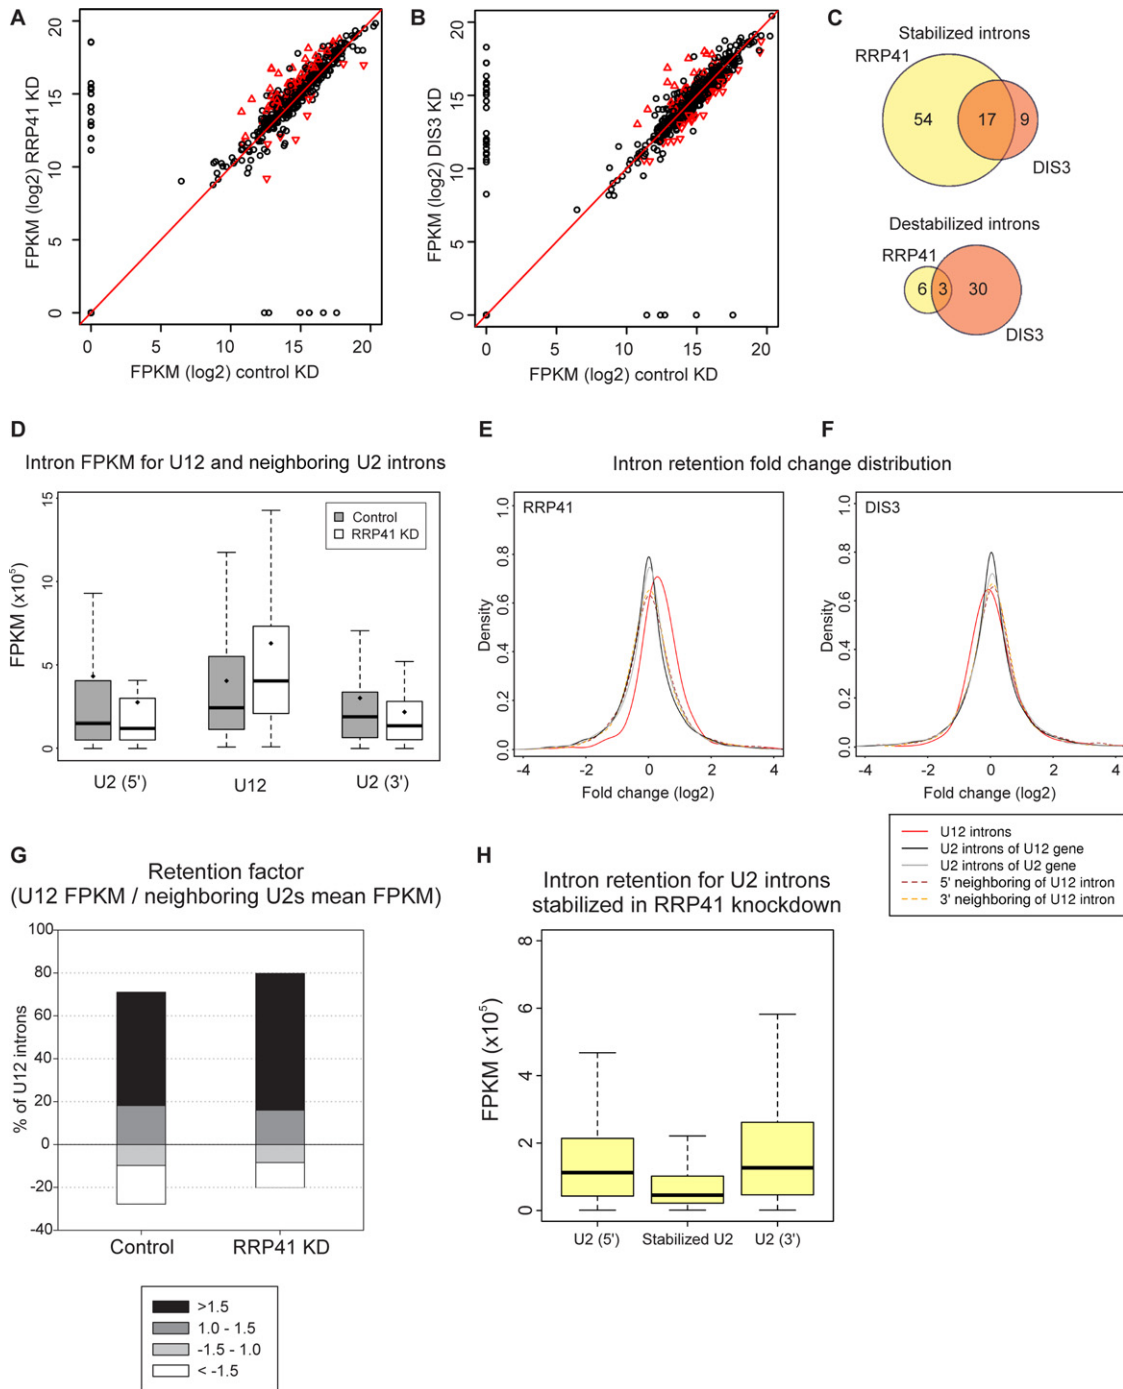 A
FPKM (log2) RRP41 KD
20
15
10
5
0
0 5 10 15 20
FPKM (log2) control KD
B
FPKM (log2) DIS3 KD
20
15
10
5
0
0 5 10 15 20
FPKM (log2) control KD
C
Stabilized introns
RRP41
54 17 9
DIS3
Destabilized introns
RRP41
6 3 30
DIS3
D
Intron FPKM for U12 and neighboring U2 introns
FPKM (x10⁵)
15
10
5
0
Control
RRP41 KD
U2 (5') U12 U2 (3')
E
F
Intron retention fold change distribution
RRP41
Density
1.0
0.8
0.6
0.4
0.2
0.0
-4 -2 0 2 4
Fold change (log2)
DIS3
Density
1.0
0.8
0.6
0.4
0.2
0.0
-4 -2 0 2 4
Fold change (log2)
U12 introns
U2 introns of U12 gene
U2 introns of U2 gene
5' neighboring of U12 intron
3' neighboring of U12 intron
G
Retention factor
(U12 FPKM / neighboring U2s mean FPKM)
% of U12 introns
100
80
60
40
20
0
-20
-40
Control RRP41 KD
>1.5
1.0 - 1.5
-1.5 - 1.0
< -1.5
H
Intron retention for U2 introns
stabilized in RRP41 knockdown
FPKM (x10⁵)
8
6
4
2
0
U2 (5') Stabilized U2 U2 (3')